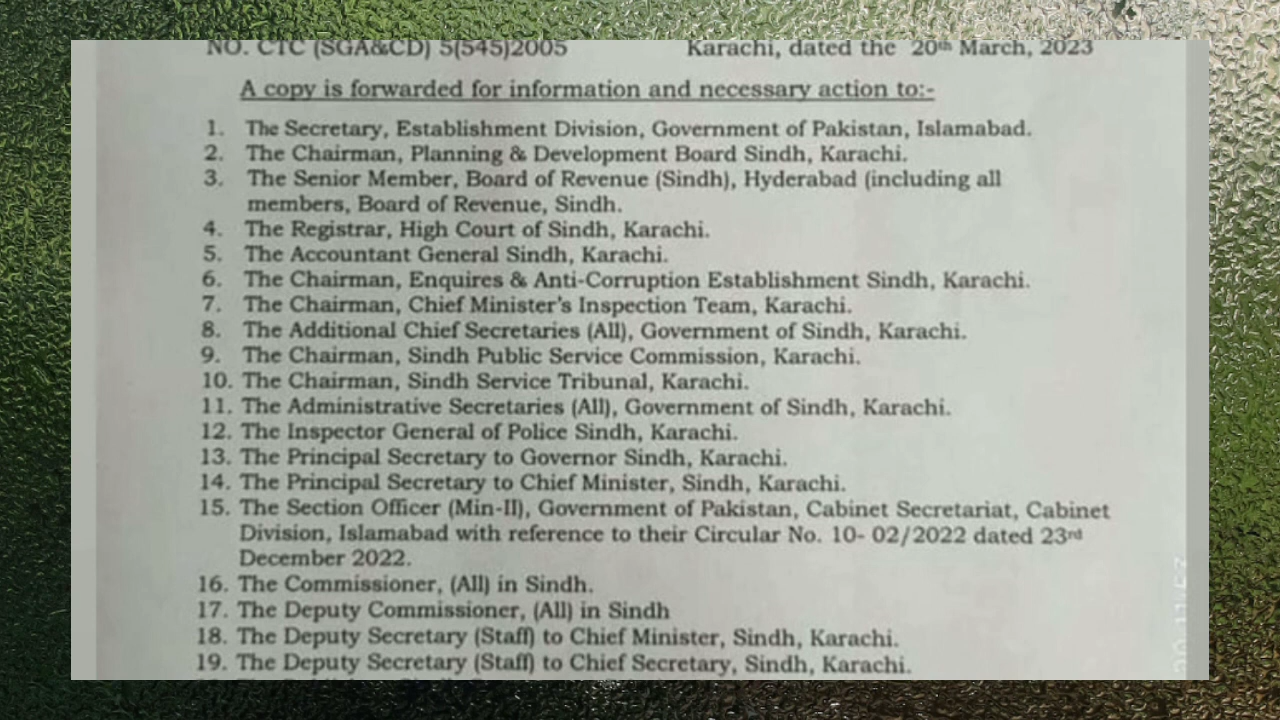 NO. CTC (SGA&CD) 5(545)2005 Karachi, dated the 20th March, 2023
A copy is forwarded for information and necessary action to:-
1. The Secretary, Establishment Division, Government of Pakistan, Islamabad.
2. The Chairman, Planning & Development Board Sindh, Karachi.
3. The Senior Member, Board of Revenue (Sindh), Hyderabad (including all
members, Board of Revenue, Sindh.
4. The Registrar, High Court of Sindh, Karachi.
5. The Accountant General Sindh, Karachi.
6. The Chairman, Enquires & Anti-Corruption Establishment Sindh, Karachi.
7. The Chairman, Chief Minister's Inspection Team, Karachi.
8. The Additional Chief Secretaries (All), Government of Sindh, Karachi.
9. The Chairman, Sindh Public Service Commission, Karachi.
10. The Chairman, Sindh Service Tribunal, Karachi.
11. The Administrative Secretaries (All), Government of Sindh, Karachi.
12. The Inspector General of Police Sindh, Karachi.
13. The Principal Secretary to Governor Sindh, Karachi.
14. The Principal Secretary to Chief Minister, Sindh, Karachi.
15. The Section Officer (Min-II), Government of Pakistan, Cabinet Secretariat, Cabinet
Division, Islamabad with reference to their Circular No. 10- 02/2022 dated 23rd
December 2022.
16. The Commissioner, (All) in Sindh.
17. The Deputy Commissioner, (All) in Sindh
18. The Deputy Secretary (Staff) to Chief Minister, Sindh, Karachi.
19. The Deputy Secretary (Staff) to Chief Secretary, Sindh, Karachi.